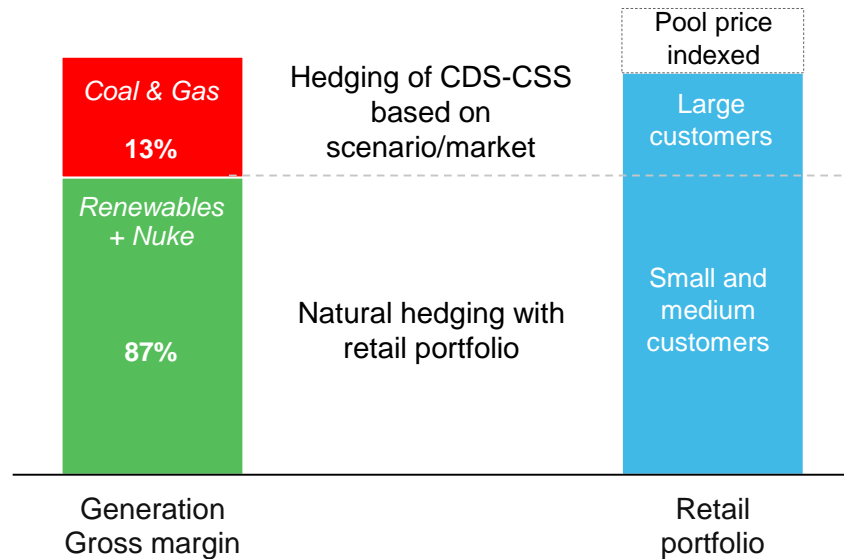 Coal & Gas
13%
Renewables
+ Nuke
87%
Generation
Gross margin
Hedging of CDS-CSS
based on
scenario/market
Natural hedging with
retail portfolio
Pool price
indexed
Large
customers
Small and
medium
customers
Retail
portfolio